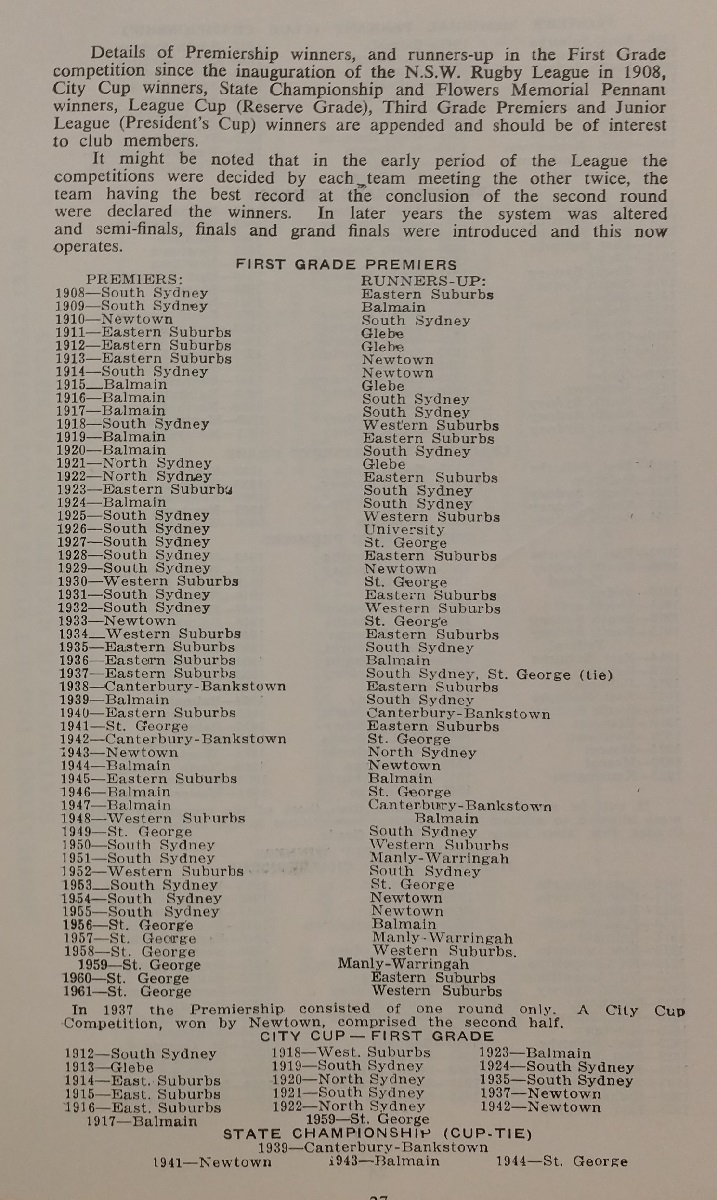 Details of Premiership winners, and runners-up in the First Grade
competition since the inauguration of the N.S.W. Rugby League in 1908,
City Cup winners, State Championship and Flowers Memorial Pennant
winners, League Cup (Reserve Grade), Third Grade Premiers and Junior
League (President's Cup) winners are appended and should be of interest
to club members.
It might be noted that in the early period of the League the
competitions were decided by each team meeting the other twice, the
team having the best record at the conclusion of the second round
were declared the winners. In later years the system was altered
and semi-finals, finals and grand finals were introduced and this now
operates.
FIRST GRADE PREMIERS
PREMIERS: RUNNERS-UP:
1908—South Sydney Eastern Suburbs
1909—South Sydney Balmain
1910—Newtown South Sydney
1911—Eastern Suburbs Glebe
1912—Eastern Suburbs Glebe
1913—Eastern Suburbs Newtown
1914—South Sydney Newtown
1915—Balmain Glebe
1916—Balmain South Sydney
1917—Balmain South Sydney
1918—South Sydney Western Suburbs
1919—Balmain Eastern Suburbs
1920—Balmain South Sydney
1921—North Sydney Glebe
1922—North Sydney Eastern Suburbs
1923—Eastern Suburbs South Sydney
1924—Balmain South Sydney
1925—South Sydney Western Suburbs
1926—South Sydney University
1927—South Sydney St. George
1928—South Sydney Eastern Suburbs
1929—South Sydney Newtown
1930—Western Suburbs St. George
1931—South Sydney Eastern Suburbs
1932—South Sydney Western Suburbs
1933—Newtown St. George
1934—Western Suburbs Eastern Suburbs
1935—Eastern Suburbs South Sydney
1936—Eastern Suburbs Balmain
1937—Eastern Suburbs South Sydney, St. George (tie)
1938—Canterbury-Bankstown Eastern Suburbs
1939—Balmain South Sydney
1940—Eastern Suburbs Canterbury-Bankstown
1941—St. George Eastern Suburbs
1942—Canterbury-Bankstown St. George
1943—Newtown North Sydney
1944—Balmain Newtown
1945—Eastern Suburbs Balmain
1946—Balmain St. George
1947—Balmain Canterbury-Bankstown
1948—Western Suburbs Balmain
1949—St. George South Sydney
1950—South Sydney Western Suburbs
1951—South Sydney Manly-Warringah
1952—Western Suburbs South Sydney
1953—South Sydney St. George
1954—South Sydney Newtown
1955—South Sydney Newtown
1956—St. George Balmain
1957—St. George Manly-Warringah
1958—St. George Western Suburbs.
1959—St. George Manly-Warringah
1960—St. George Eastern Suburbs
1961—St. George Western Suburbs
In 1937 the Premiership consisted of one round only. A City Cup
Competition, won by Newtown, comprised the second half.
CITY CUP — FIRST GRADE
1912—South Sydney 1918—West. Suburbs 1923—Balmain
1913—Glebe 1919—South Sydney 1924—South Sydney
1914—East. Suburbs 1920—North Sydney 1935—South Sydney
1915—East. Suburbs 1921—South Sydney 1937—Newtown
1916—East. Suburbs 1922—North Sydney 1942—Newtown
1917—Balmain 1959—St. George
STATE CHAMPIONSHIP (CUP-TIE)
1939—Canterbury-Bankstown
1941—Newtown 1943—Balmain 1944—St. George